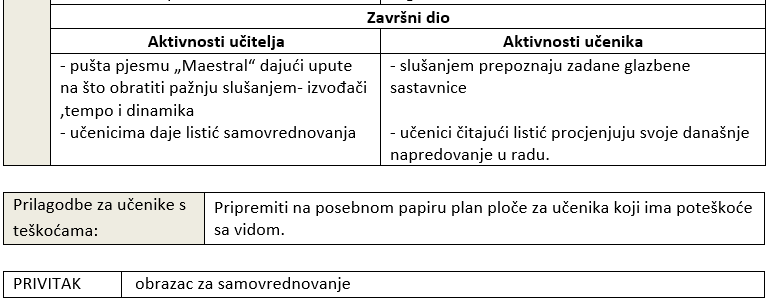 Završni dio
Aktivnosti učitelja
Aktivnosti učenika
- pušta pjesmu „Maestral“ dajući upute
na što obratiti pažnju slušanjem- izvođači
,tempo i dinamika
- učenicima daje listić samovrednovanja
- slušanjem prepoznaju zadane glazbene
sastavnice
- učenici čitajući listić procjenjuju svoje današnje
napredovanje u radu.
Prilagodbe za učenike s
teškoćama:
Pripremiti na posebnom papiru plan ploče za učenika koji ima poteškoće
sa vidom.
PRIVITAK
obrazac za samovrednovanje